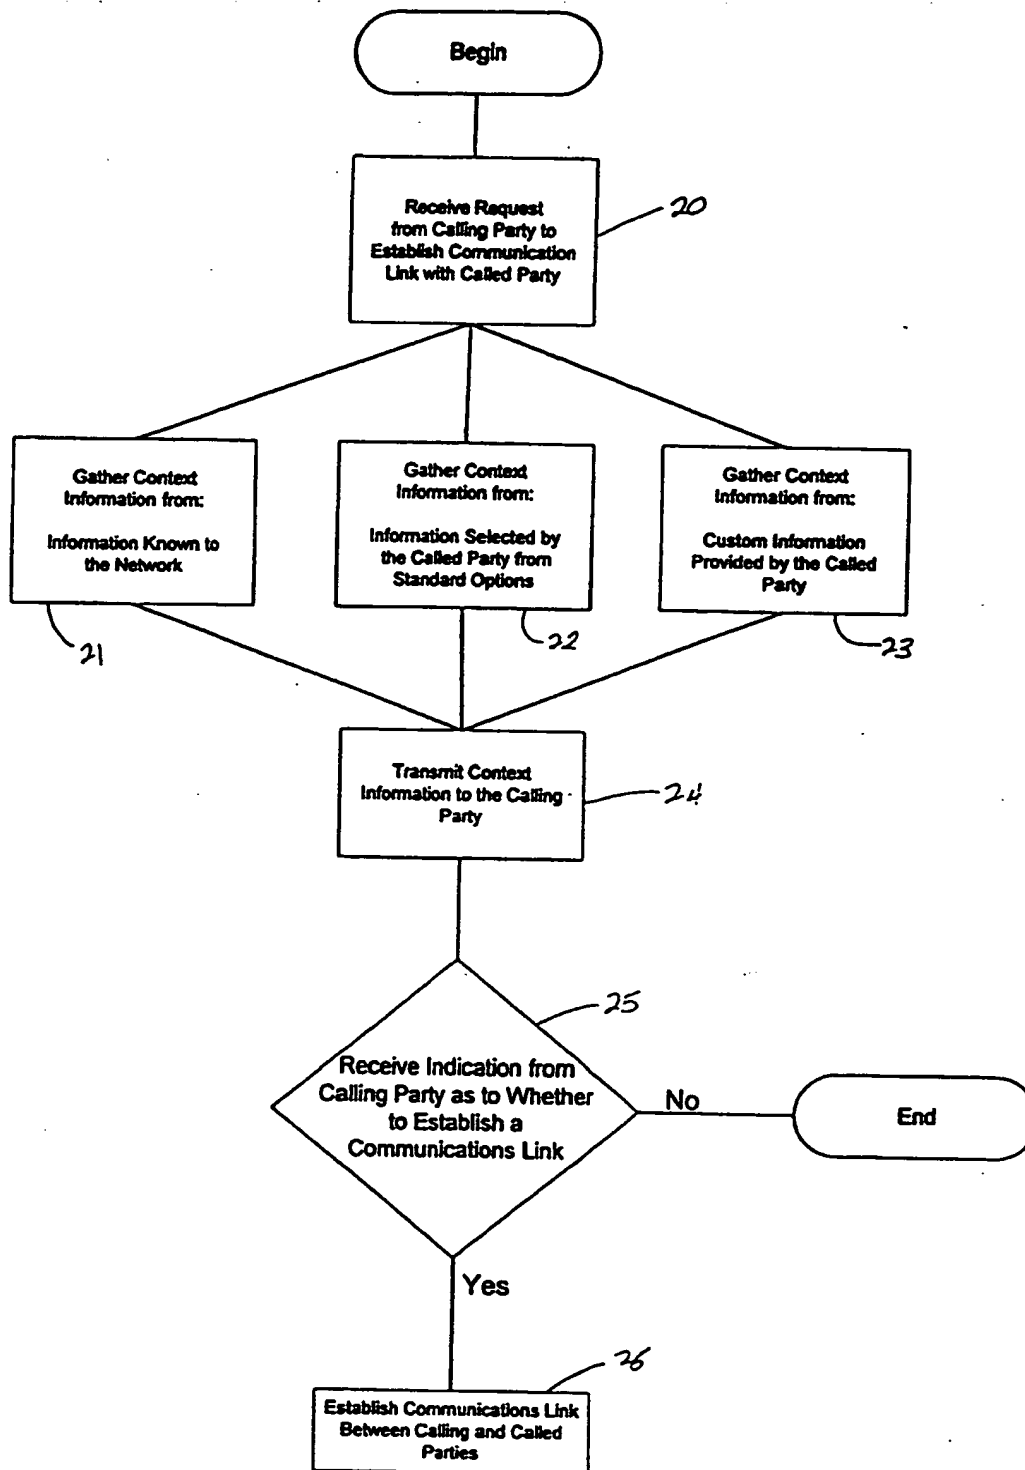 Begin
Receive Request
from Calling Party to
Establish Communication
Link with Called Party
20
Gather Context
Information from:
Information Known to
the Network
21
Gather Context
Information from:
Information Selected by
the Called Party from
Standard Options
22
Gather Context
Information from:
Custom Information
Provided by the Called
Party
23
Transmit Context
Information to the Calling
Party
24
Receive Indication from
Calling Party as to Whether
to Establish a
Communications Link
25
No
End
Yes
Establish Communications Link
Between Calling and Called
Parties
26